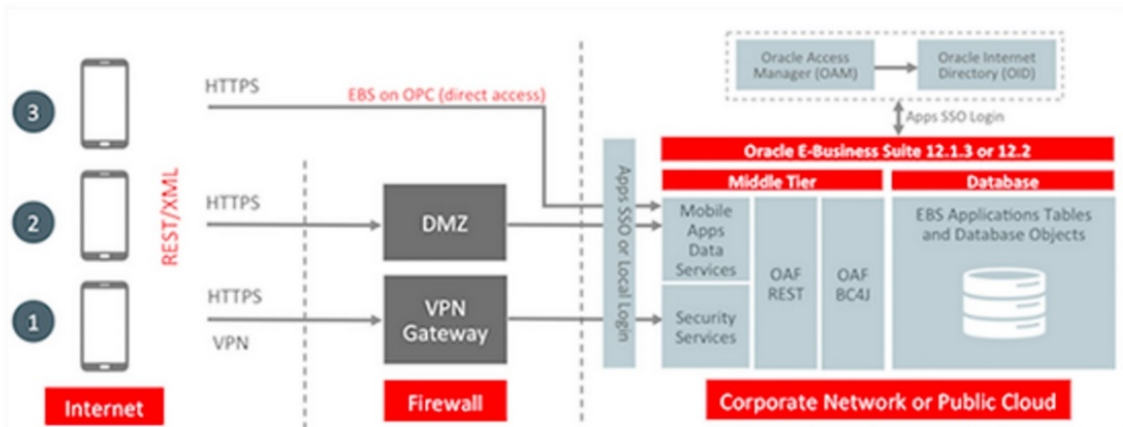 Oracle Access
Manager (OAM)
Oracle Internet
Directory (OID)
Apps SSO Login
3
HTTPS
EBS on OPC (direct access)
2
HTTPS
REST/XML
DMZ
1
HTTPS
VPN
VPN
Gateway
Apps SSO or Local Login
Oracle E-Business Suite 12.1.3 or 12.2
Middle Tier
Database
Mobile
Apps
Data
Services
Security
Services
OAF
REST
OAF
BC4J
EBS Applications Tables
and Database Objects
Internet
Firewall
Corporate Network or Public Cloud